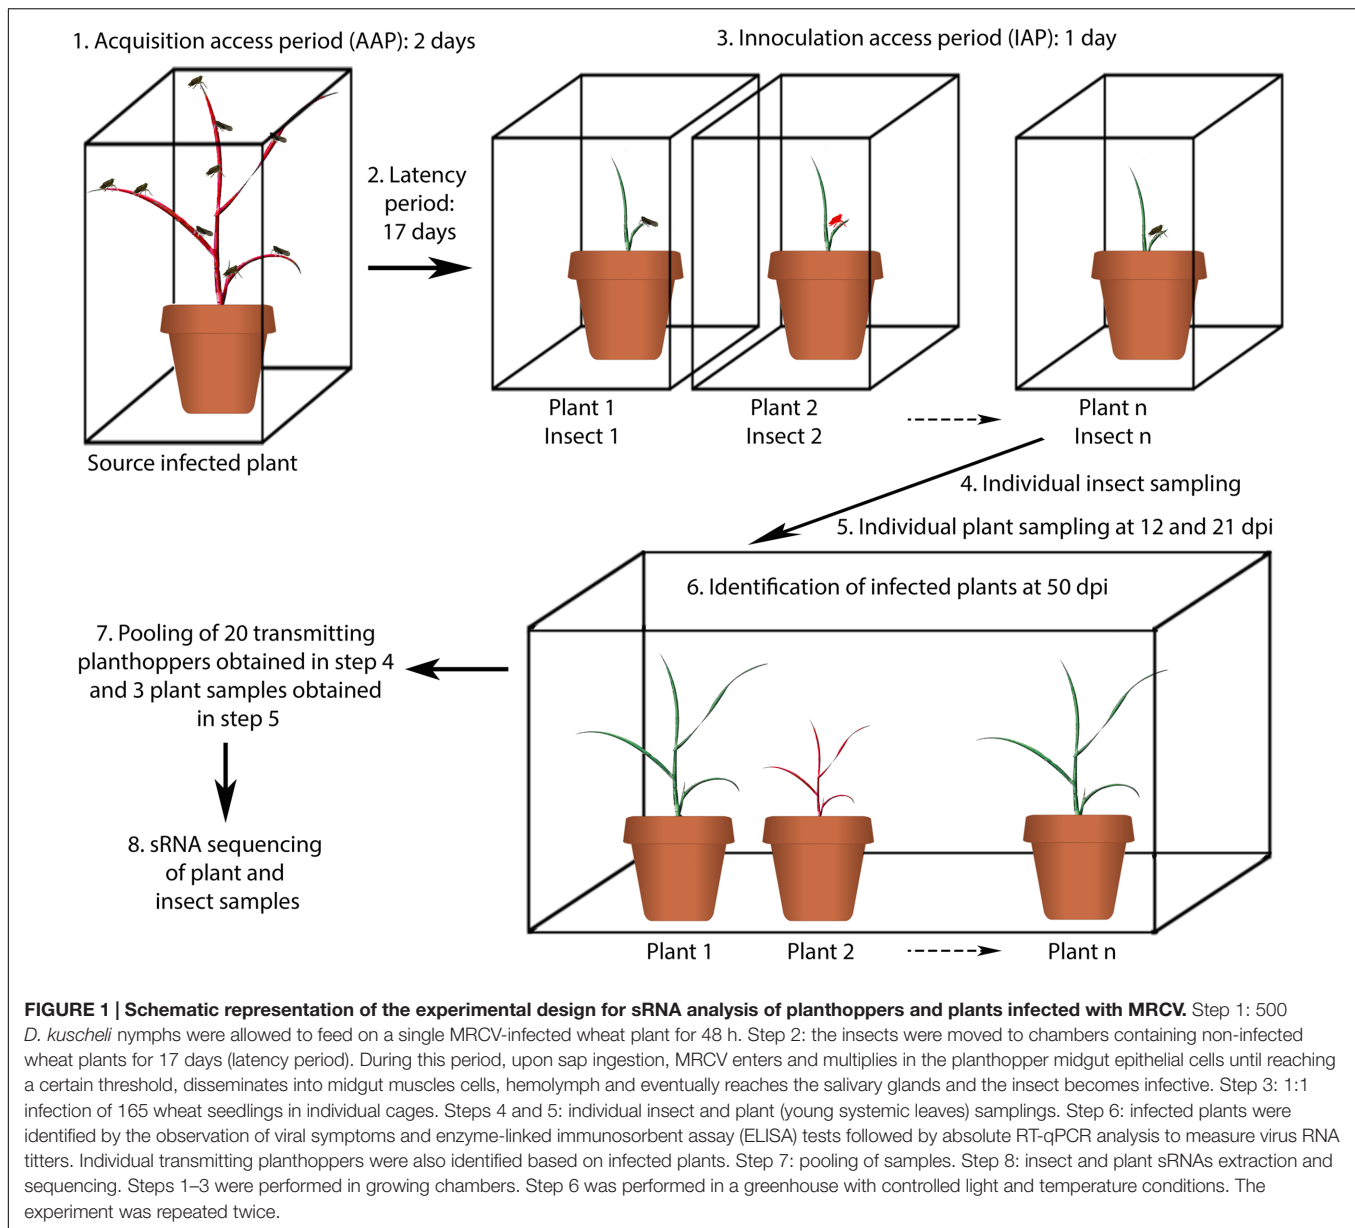 1. Acquisition access period (AAP): 2 days
3. Innoculation access period (IAP): 1 day
2. Latency
period:
17 days
Plant 1
Insect 1
Plant 2
Insect 2
Plant n
Insect n
Source infected plant
4. Individual insect sampling
5. Individual plant sampling at 12 and 21 dpi
6. Identification of infected plants at 50 dpi
7. Pooling of 20 transmitting
planthoppers obtained in step 4
and 3 plant samples obtained
in step 5
8. sRNA sequencing
of plant and
insect samples
Plant 1
Plant 2
Plant n
FIGURE 1 | Schematic representation of the experimental design for sRNA analysis of planthoppers and plants infected with MRCV. Step 1: 500
D. kuscheli nymphs were allowed to feed on a single MRCV-infected wheat plant for 48 h. Step 2: the insects were moved to chambers containing non-infected
wheat plants for 17 days (latency period). During this period, upon sap ingestion, MRCV enters and multiplies in the planthopper midgut epithelial cells until reaching
a certain threshold, disseminates into midgut muscles cells, hemolymph and eventually reaches the salivary glands and the insect becomes infective. Step 3: 1:1
infection of 165 wheat seedlings in individual cages. Steps 4 and 5: individual insect and plant (young systemic leaves) samplings. Step 6: infected plants were
identified by the observation of viral symptoms and enzyme-linked immunosorbent assay (ELISA) tests followed by absolute RT-qPCR analysis to measure virus RNA
titters. Individual transmitting planthoppers were also identified based on infected plants. Step 7: pooling of samples. Step 8: insect and plant sRNAs extraction and
sequencing. Steps 1–3 were performed in growing chambers. Step 6 was performed in a greenhouse with controlled light and temperature conditions. The
experiment was repeated twice.